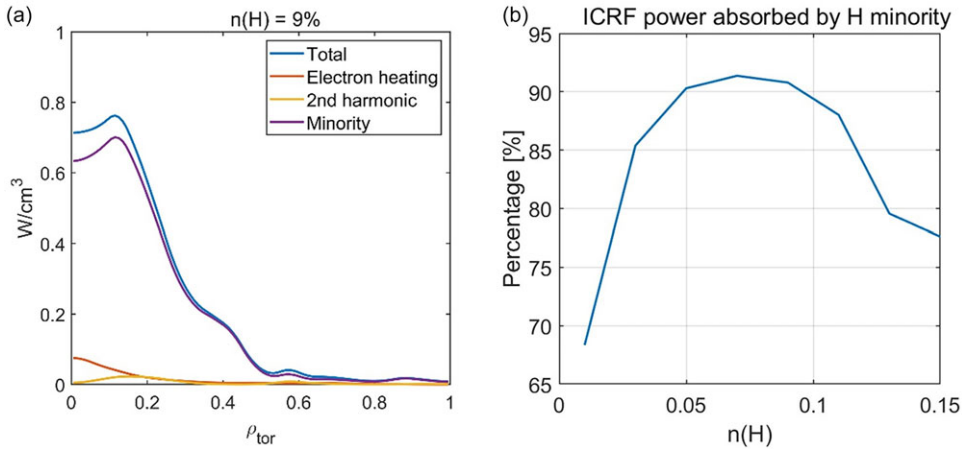 (a)
n(H) = 9%
1
0.8
0.6
0.4
0.2
0
W/cm³
Total
Electron heating
2nd harmonic
Minority
0 0.2 0.4 0.6 0.8 1
ρtor
(b)
ICRF power absorbed by H minority
95
90
85
80
75
70
65
Percentage [%]
0 0.05 0.1 0.15
n(H)